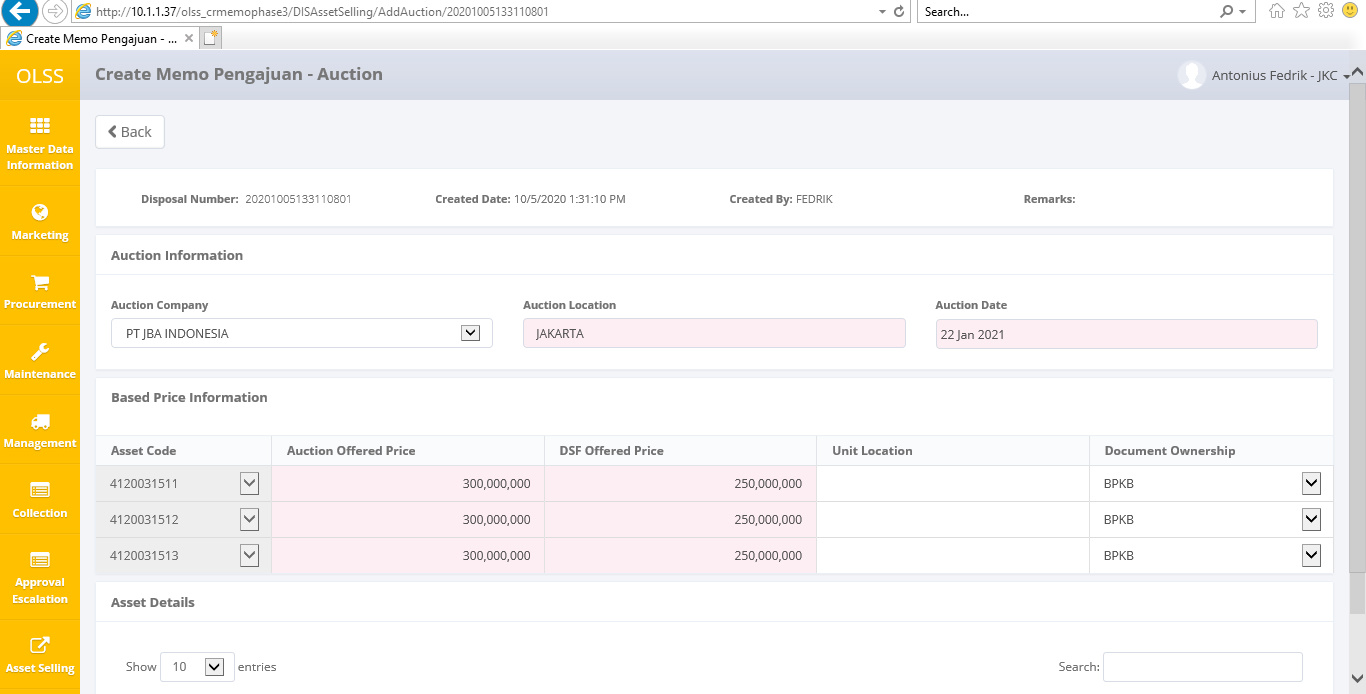 http://10.1.1.37/olss_crmemophase3/DISAssetSelling/AddAuction/20201005133110801
Search...
Create Memo Pengajuan - ...
OLSS
Create Memo Pengajuan - Auction
Antonius Fedrik - JKC
Back
Master Data
Information
Marketing
Procurement
Maintenance
Management
Collection
Approval
Escalation
Asset Selling
Disposal Number: 20201005133110801 Created Date: 10/5/2020 1:31:10 PM Created By: FEDRIK Remarks:
Auction Information
Auction Company Auction Location Auction Date
PT JBA INDONESIA JAKARTA 22 Jan 2021
Based Price Information
Asset Code Auction Offered Price DSF Offered Price Unit Location Document Ownership
4120031511 300,000,000 250,000,000 BPKB
4120031512 300,000,000 250,000,000 BPKB
4120031513 300,000,000 250,000,000 BPKB
Asset Details
Show 10 entries Search: